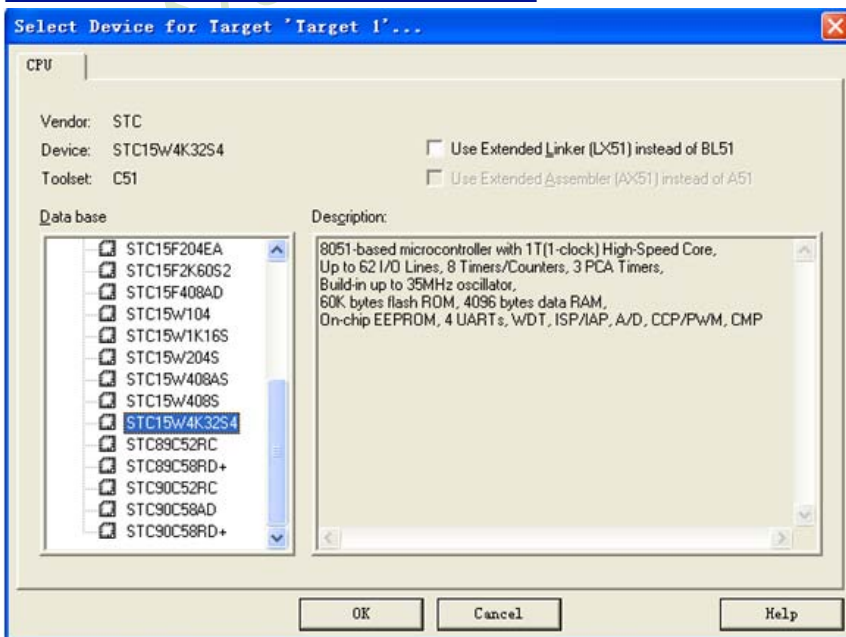 Select Device for Target 'Target 1'...
CPU
Vendor: STC
Device: STC15W4K32S4
Toolset: C51
Use Extended Linker (LX51) instead of BL51
Use Extended Assembler (AX51) instead of A51
Data base
STC15F204EA
STC15F2K60S2
STC15F408AD
STC15W104
STC15W1K16S
STC15W204S
STC15W408AS
STC15W408S
STC15W4K32S4
STC89C52RC
STC89C58RD+
STC90C52RC
STC90C58AD
STC90C58RD+
Description:
8051-based microcontroller with 1T(1-clock) High-Speed Core,
Up to 62 I/O Lines, 8 Timers/Counters, 3 PCA Timers,
Build-in up to 35MHz oscillator,
60K bytes flash ROM, 4096 bytes data RAM,
On-chip EEPROM, 4 UARTs, WDT, ISP/IAP, A/D, CCP/PWM, CMP
OK
Cancel
Help